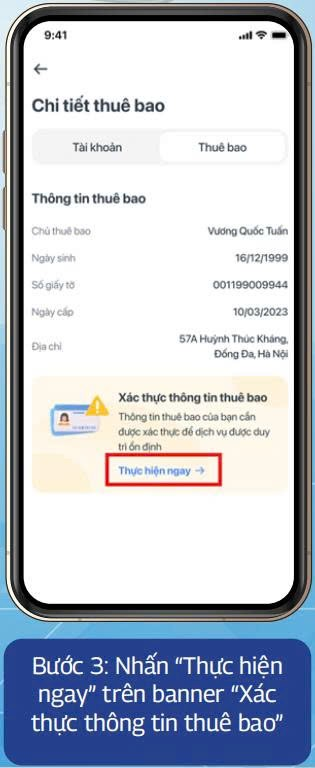 9:41
Chi tiết thuê bao
Tài khoản
Thuê bao
Thông tin thuê bao
Chủ thuê bao
Vương Quốc Tuấn
Ngày sinh
16/12/1999
Số giấy tờ
001199009944
Ngày cấp
10/03/2023
Địa chỉ
57A Huỳnh Thúc Kháng,
Đống Đa, Hà Nội
Xác thực thông tin thuê bao
Thông tin thuê bao của bạn cần
được xác thực để dịch vụ được duy
trì ổn định
Thực hiện ngay →
Bước 3: Nhấn “Thực hiện
ngay” trên banner “Xác
thực thông tin thuê bao”